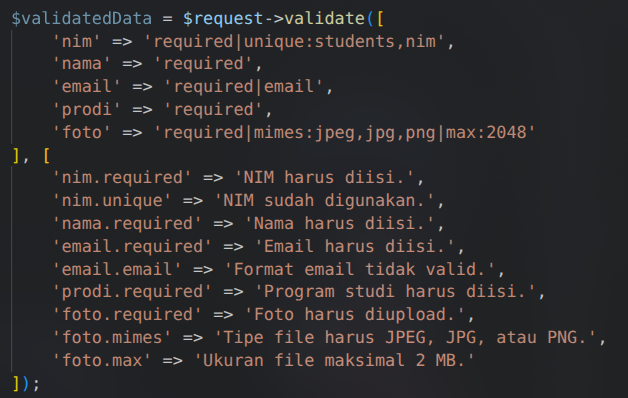 $validatedData = $request->validate([
    'nim' => 'required|unique:students,nim',
    'nama' => 'required',
    'email' => 'required|email',
    'prodi' => 'required',
    'foto' => 'required|mimes:jpeg,jpg,png|max:2048'
], [
    'nim.required' => 'NIM harus diisi.',
    'nim.unique' => 'NIM sudah digunakan.',
    'nama.required' => 'Nama harus diisi.',
    'email.required' => 'Email harus diisi.',
    'email.email' => 'Format email tidak valid.',
    'prodi.required' => 'Program studi harus diisi.',
    'foto.required' => 'Foto harus diupload.',
    'foto.mimes' => 'Tipe file harus JPEG, JPG, atau PNG.',
    'foto.max' => 'Ukuran file maksimal 2 MB.'
]);